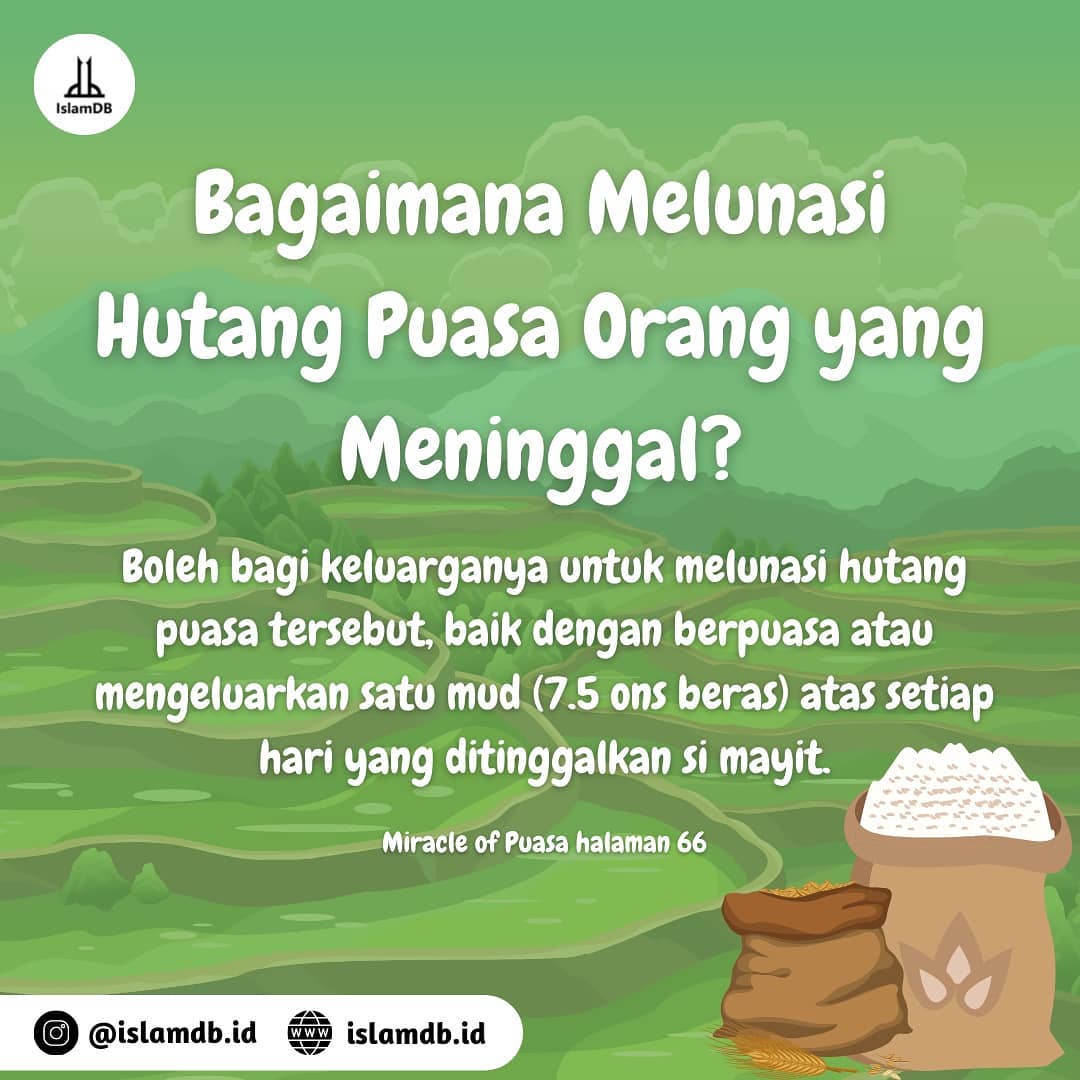 IslamDB
Bagaimana Melunasi
Hutang Puasa Orang yang
Meninggal?
Boleh bagi keluarganya untuk melunasi hutang
puasa tersebut, baik dengan berpuasa atau
mengeluarkan satu mud (7.5 ons beras) atas setiap
hari yang ditinggalkan si mayit.
Miracle of Puasa halaman 66
@islamdb.id WWW islamdb.id